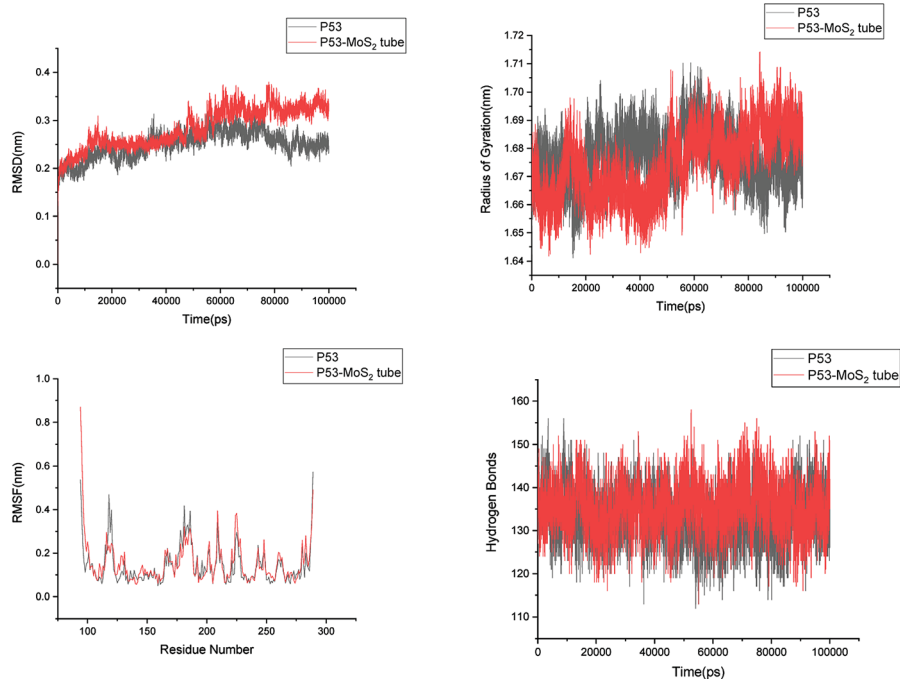 P53
P53-MoS₂ tube
RMSD(nm)
0.4
0.3
0.2
0.1
0.0
0 20000 40000 60000 80000 100000
Time(ps)
P53
P53-MoS₂ tube
Radius of Gyration(nm)
1.72
1.71
1.70
1.69
1.68
1.67
1.66
1.65
1.64
0 20000 40000 60000 80000 100000
Time(ps)
P53
P53-MoS₂ tube
RMSF(nm)
1.0
0.8
0.6
0.4
0.2
0.0
100 150 200 250 300
Residue Number
P53
P53-MoS₂ tube
Hydrogen Bonds
160
150
140
130
120
110
0 20000 40000 60000 80000 100000
Time(ps)